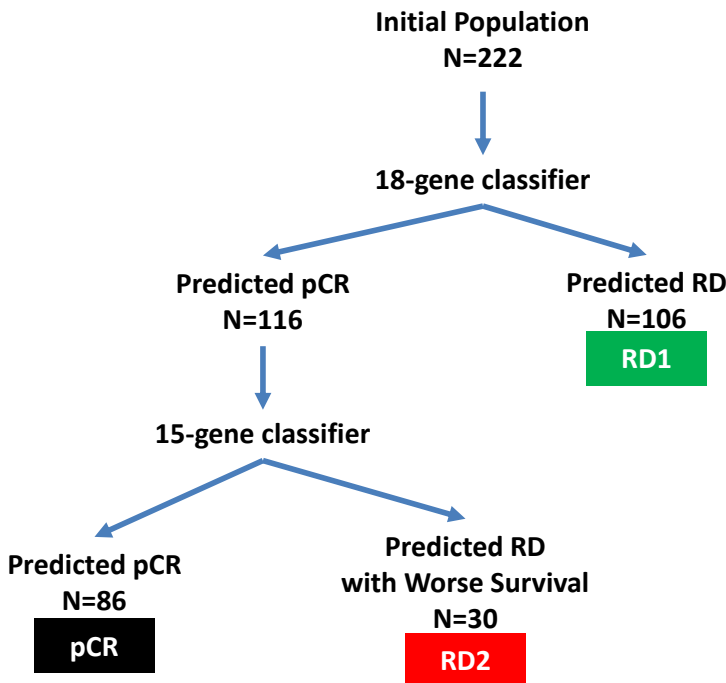 Initial Population
N=222
18-gene classifier
Predicted pCR
N=116
Predicted RD
N=106
RD1
15-gene classifier
Predicted pCR
N=86
pCR
Predicted RD
with Worse Survival
N=30
RD2